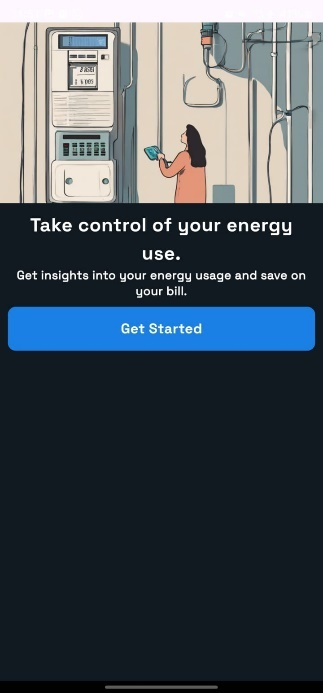 Take control of your energy
use.
Get insights into your energy usage and save on
your bill.
Get Started